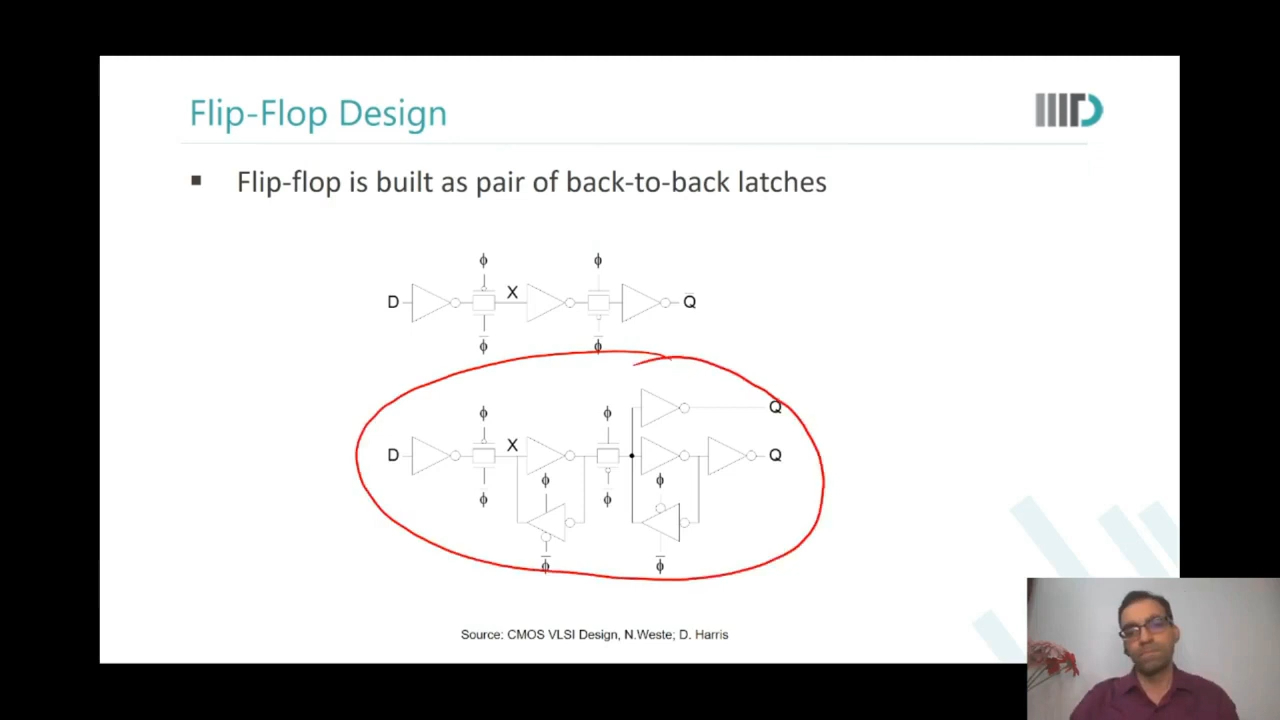 Flip-Flop Design
▪ Flip-flop is built as pair of back-to-back latches
ϕ ϕ
D X Q̅
ϕ̅ ϕ̅
ϕ ϕ Q
D X Q
ϕ̅ ϕ ϕ̅ ϕ
ϕ̅ ϕ̅
Source: CMOS VLSI Design, N.Weste; D. Harris